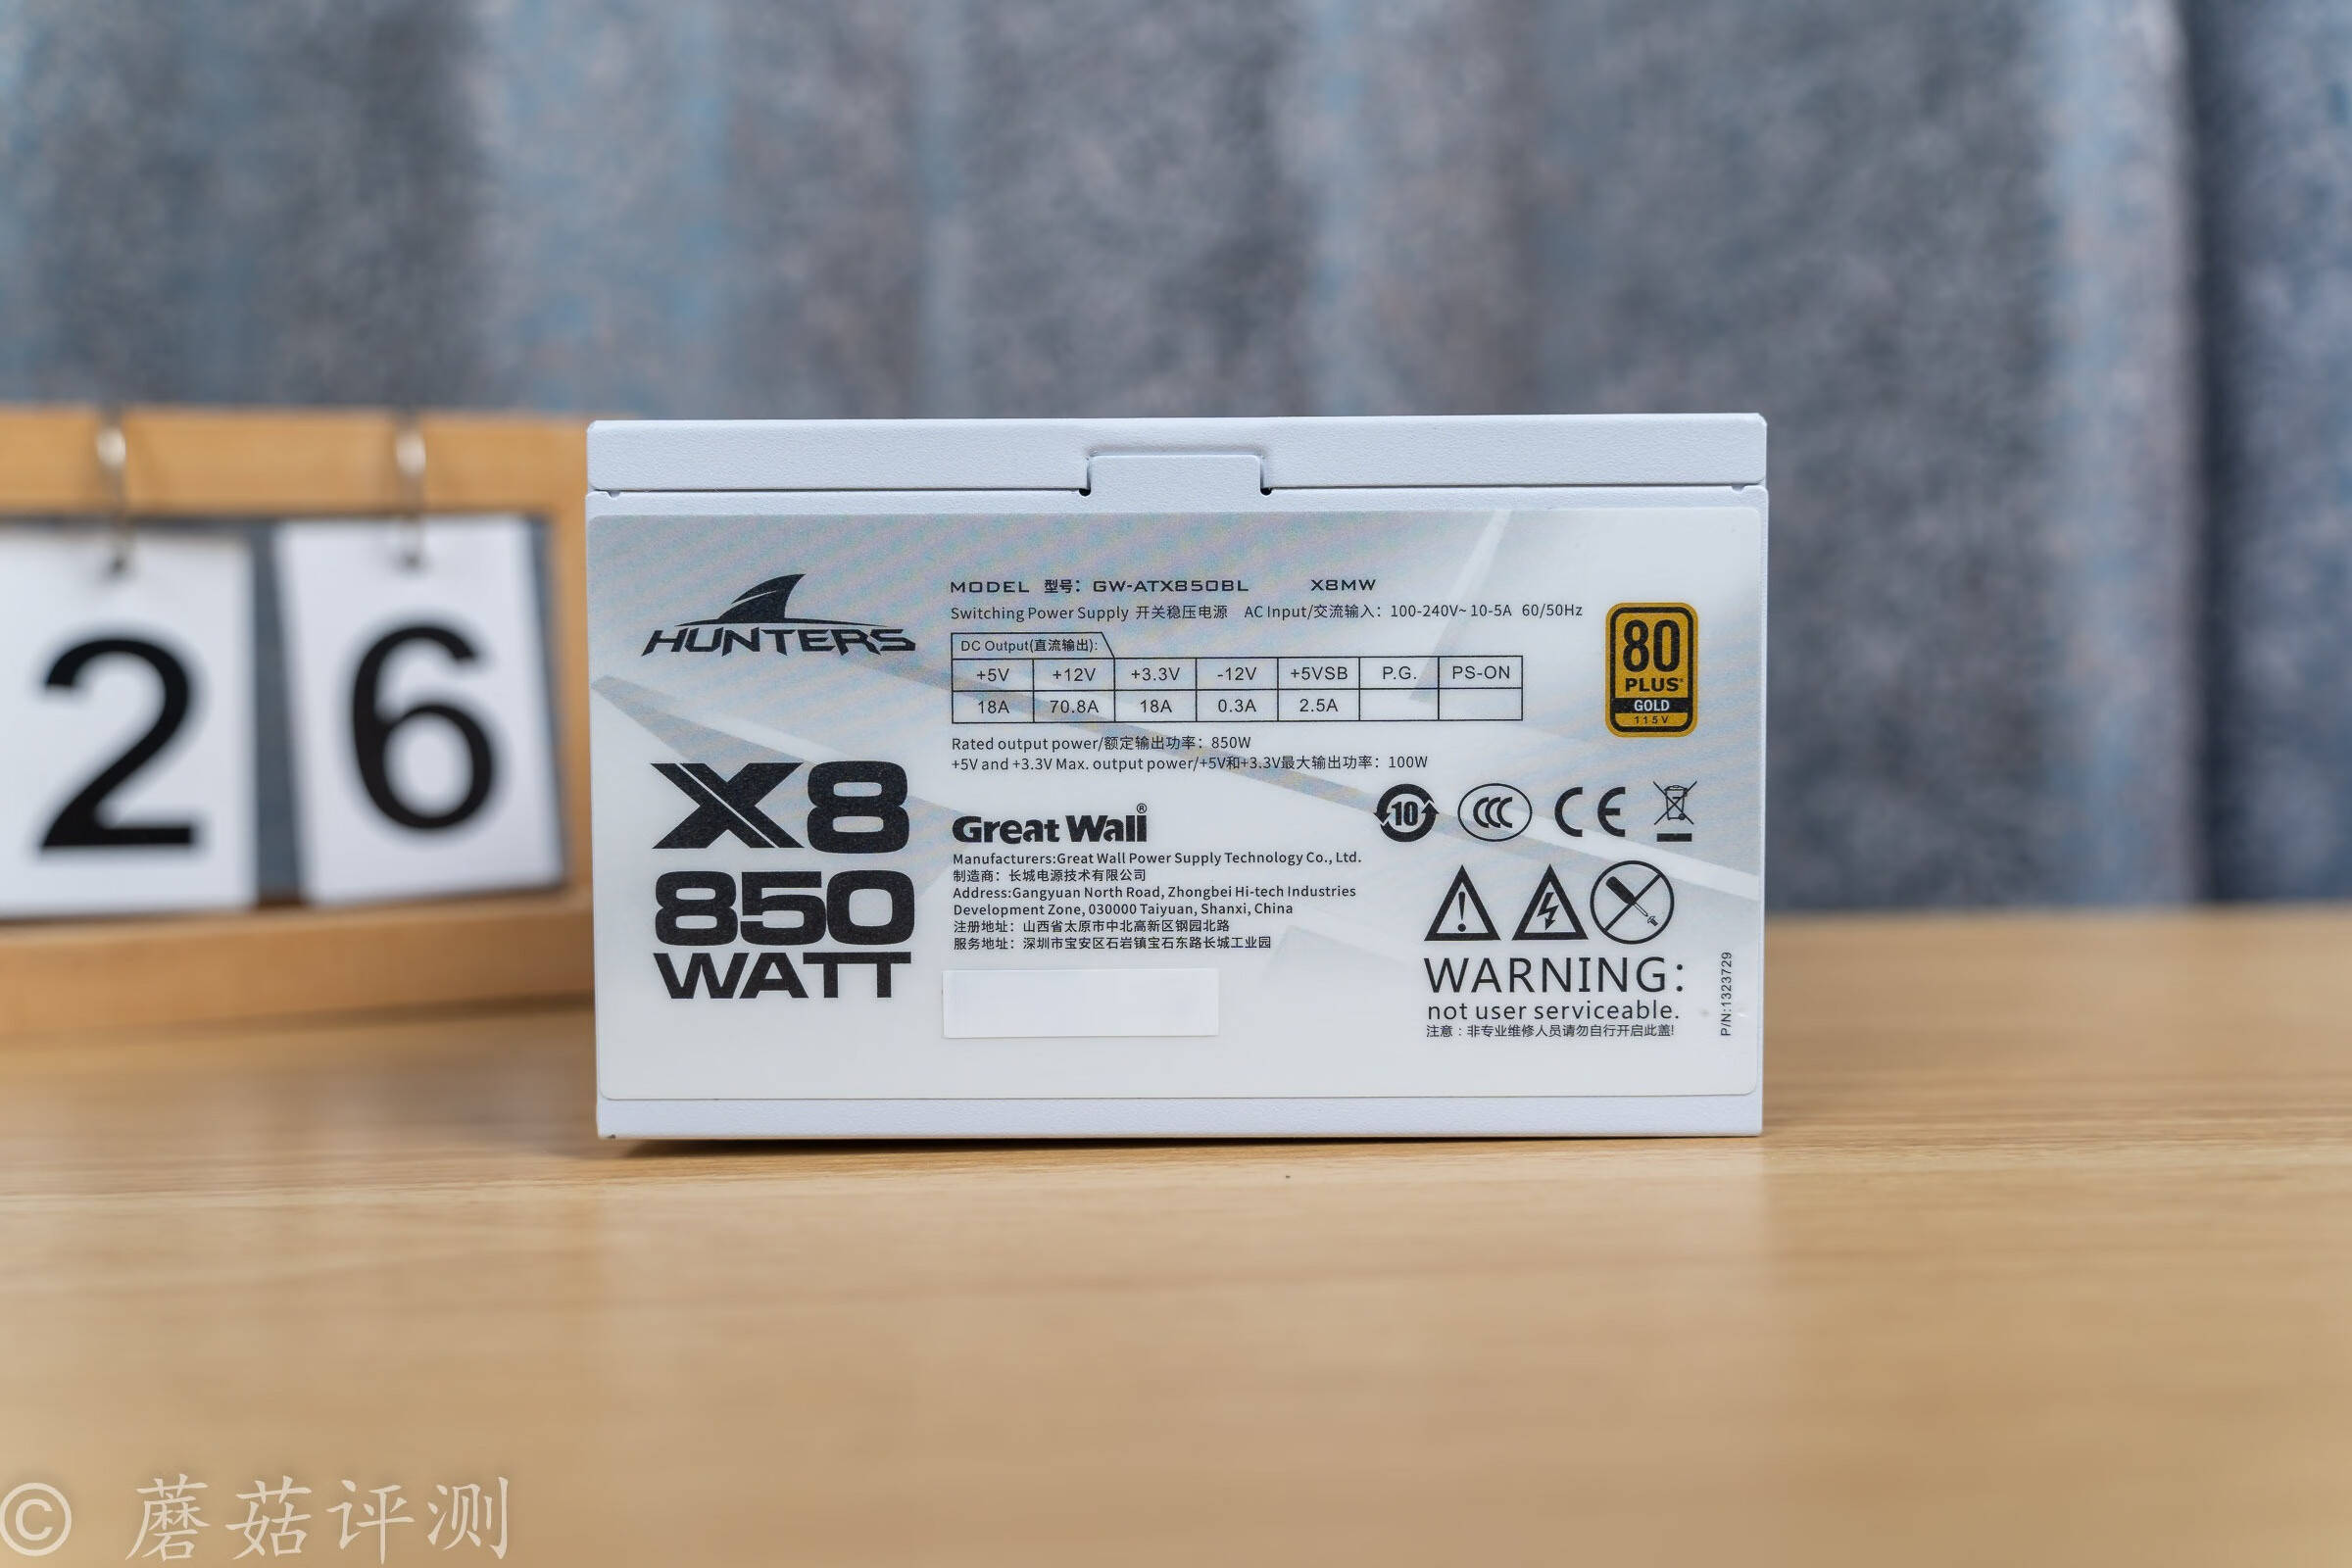 2 6
HUNTERS
X8
850
WATT
MODEL 型号：GW-ATX850BL X8MW
Switching Power Supply 开关稳压电源 AC Input/交流输入：100-240V~ 10-5A 60/50Hz
DC Output(直流输出):
+5V +12V +3.3V -12V +5VSB P.G. PS-ON
18A 70.8A 18A 0.3A 2.5A
Rated output power/额定输出功率：850W
+5V and +3.3V Max. output power/+5V和+3.3V最大输出功率：100W
80
PLUS®
GOLD
115V
Great Wall®
Manufacturers:Great Wall Power Supply Technology Co., Ltd.
制造商：长城电源技术有限公司
Address:Gangyuan North Road, Zhongbei Hi-tech Industries
Development Zone, 030000 Taiyuan, Shanxi, China
注册地址：山西省太原市中北高新区钢园北路
服务地址：深圳市宝安区石岩镇宝石东路长城工业园
10 CCC CE
WARNING:
not user serviceable.
注意：非专业维修人员请勿自行开启此盖!
P/N:1323729
© 蘑菇评测